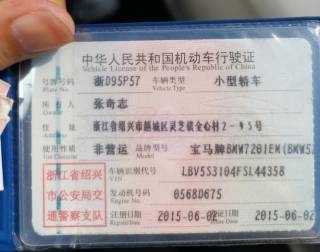 中华人民共和国机动车行驶证
Vehicle License of the People's Republic of China
号牌号码 浙D95P57 车辆类型 小型轿车
Plate No. Vehicle Type
所有人 张奇志
Owner
住址 浙江省绍兴市越城区灵芝镇全心村2-95号
使用性质 非营运 品牌型号 宝马牌BMW7201EM(BMW5
Use Character
浙江省绍兴市公安局交通警察支队
车辆识别代号 LBV5S3104FSL44358
VIN
发动机号码 0568D675
Engine No.
注册日期 2015-06-02 发证日期 2015-06-02
Register Date Issue Date